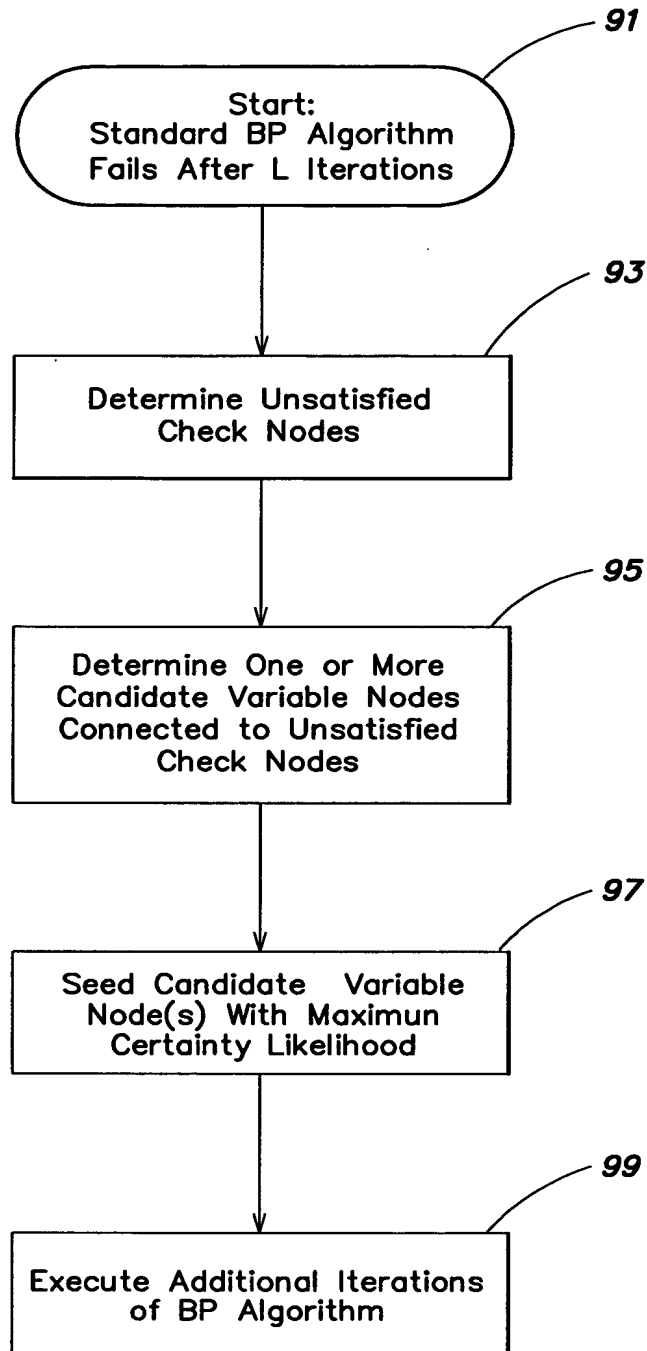 91
Start:
Standard BP Algorithm
Fails After L Iterations
93
Determine Unsatisfied
Check Nodes
95
Determine One or More
Candidate Variable Nodes
Connected to Unsatisfied
Check Nodes
97
Seed Candidate Variable
Node(s) With Maximun
Certainty Likelihood
99
Execute Additional Iterations
of BP Algorithm